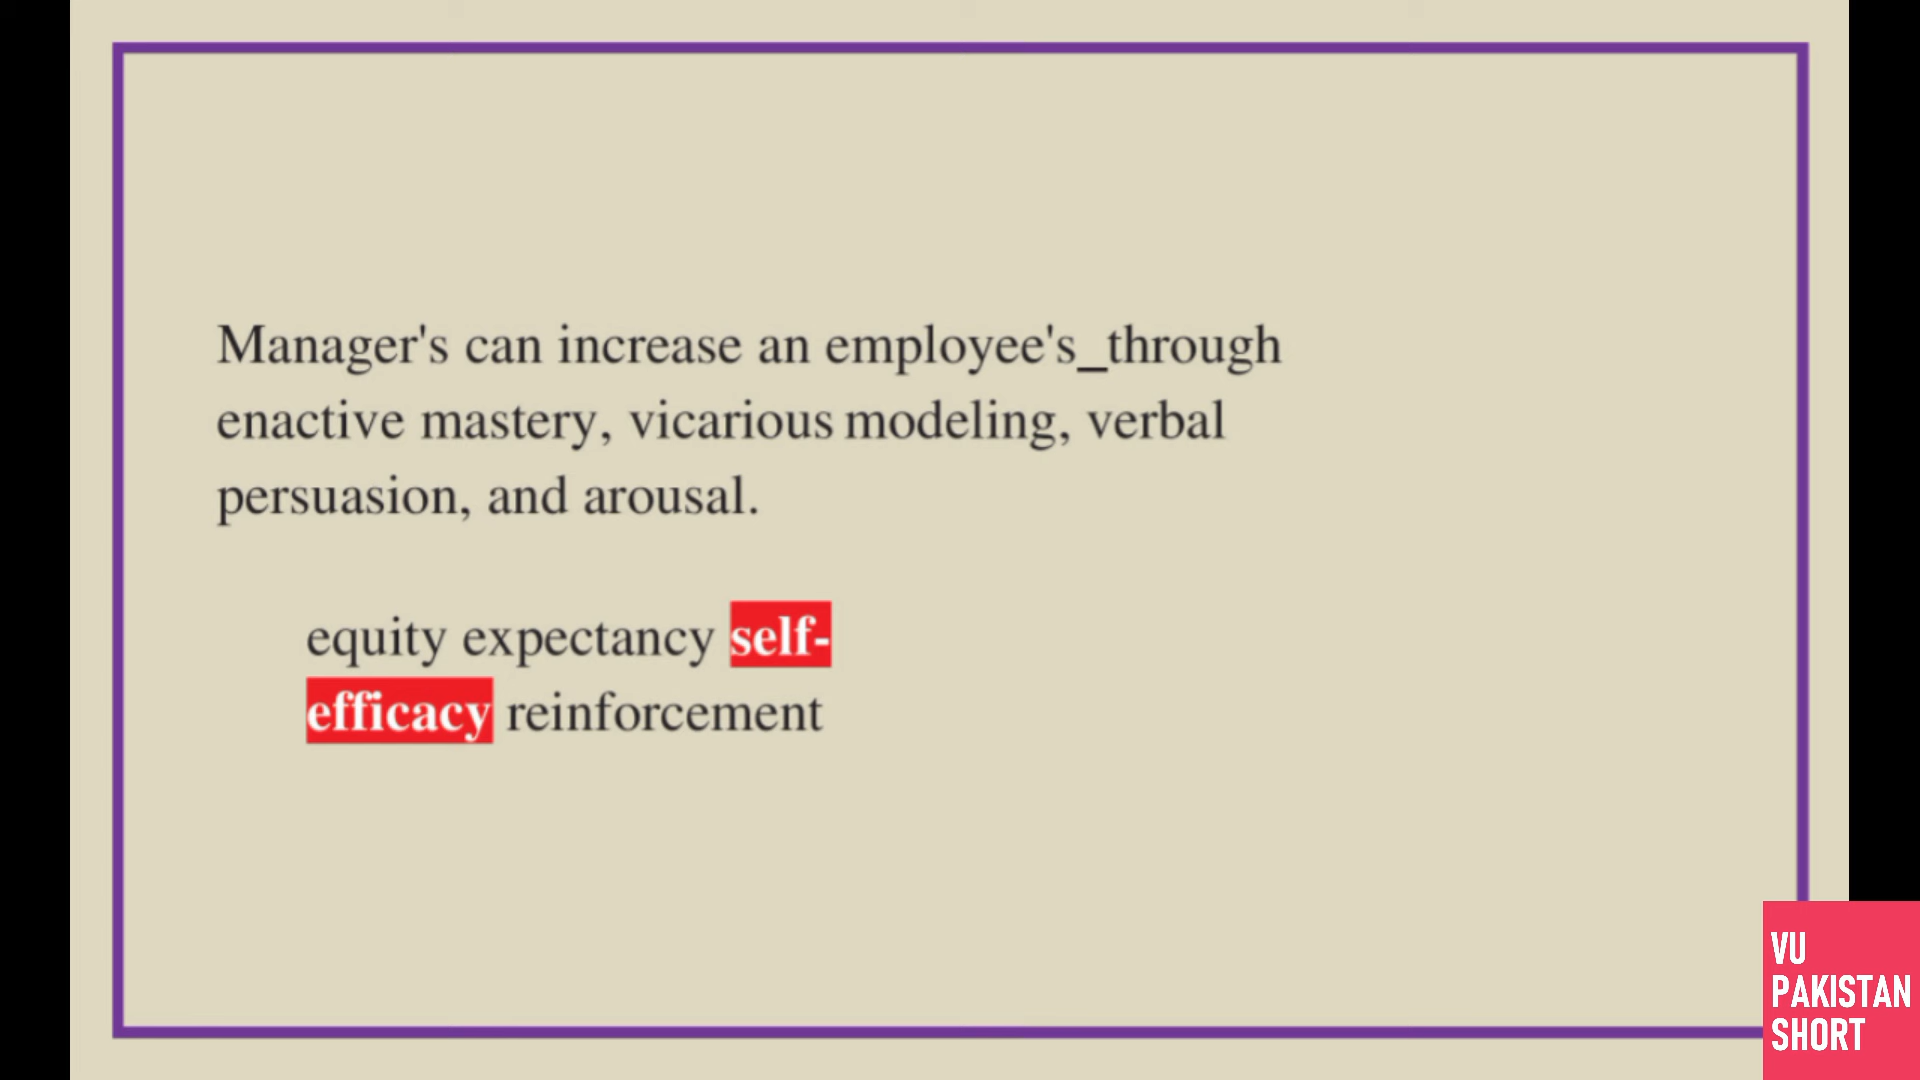 Manager's can increase an employee's_through
enactive mastery, vicarious modeling, verbal
persuasion, and arousal.
equity expectancy self-
efficacy reinforcement
VU
PAKISTAN
SHORT